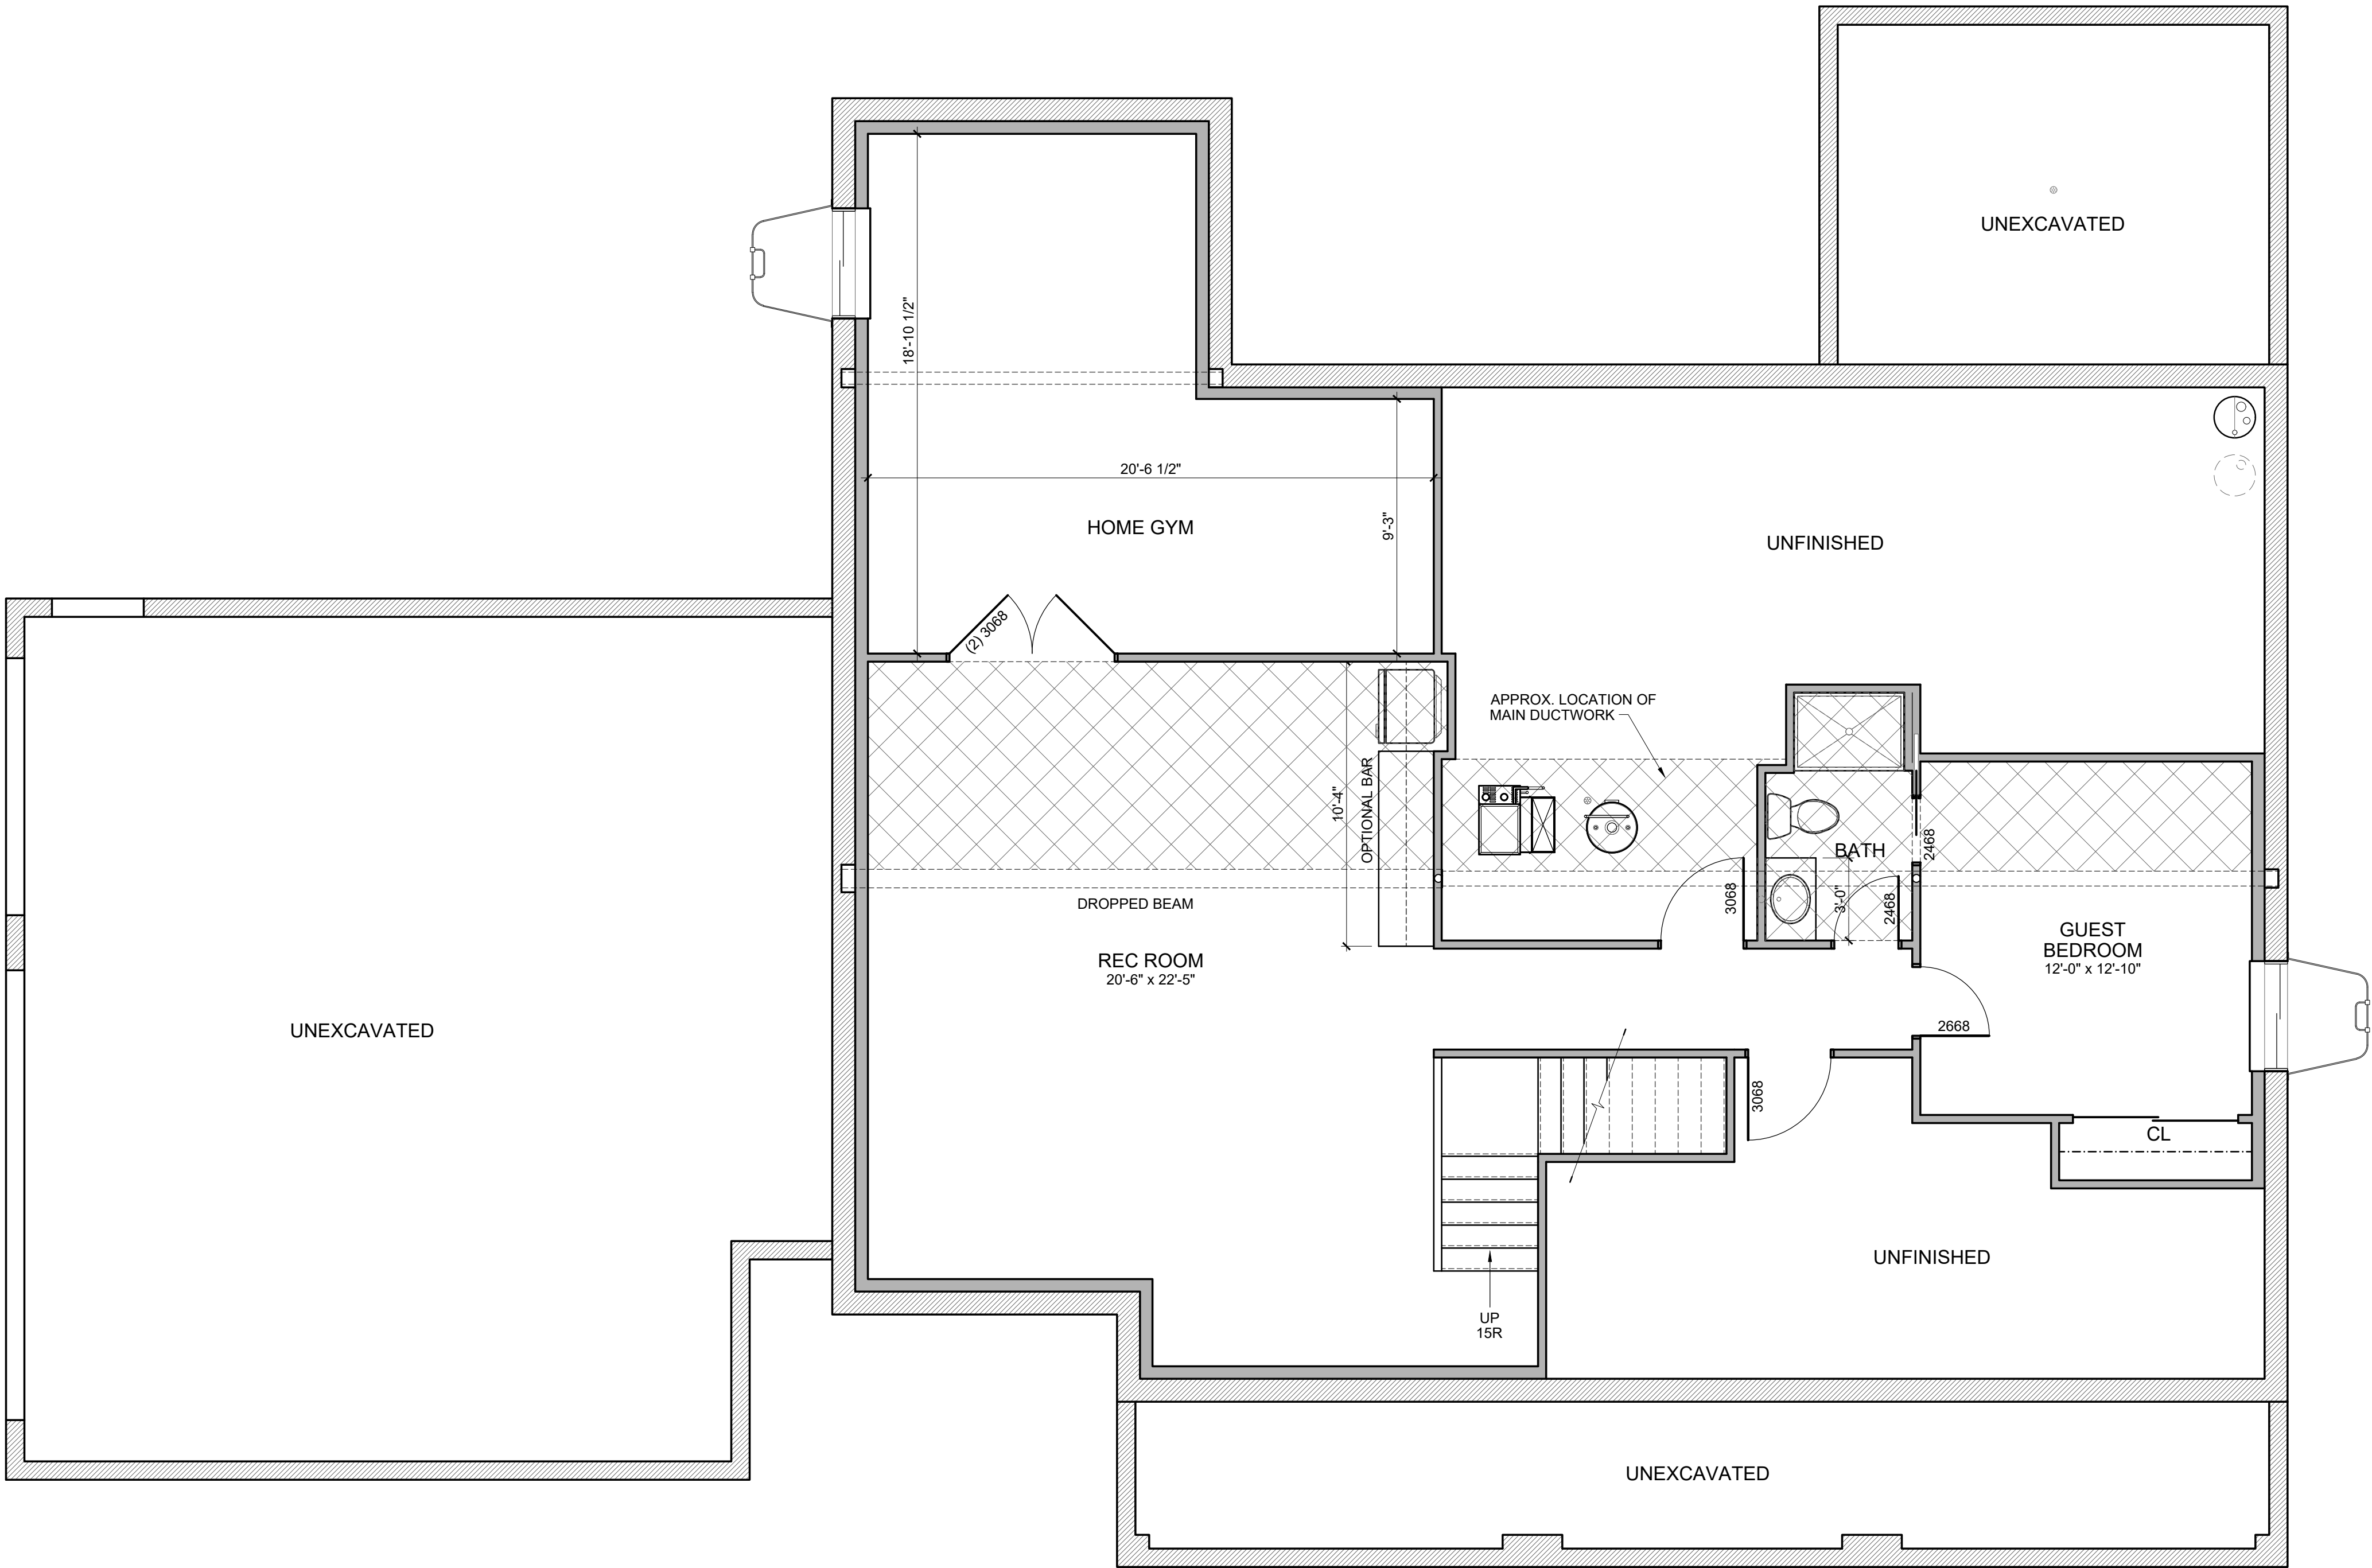 UNEXCAVATED
18'-10 1/2"
20'-6 1/2"
HOME GYM
9'-3"
UNFINISHED
(2) 3068
APPROX. LOCATION OF
MAIN DUCTWORK
OPTIONAL BAR
10'-4"
BATH
2468
3068
3'-0"
2468
DROPPED BEAM
REC ROOM
20'-6" x 22'-5"
GUEST
BEDROOM
12'-0" x 12'-10"
UNEXCAVATED
2668
3068
CL
UNFINISHED
UP
15R
UNEXCAVATED